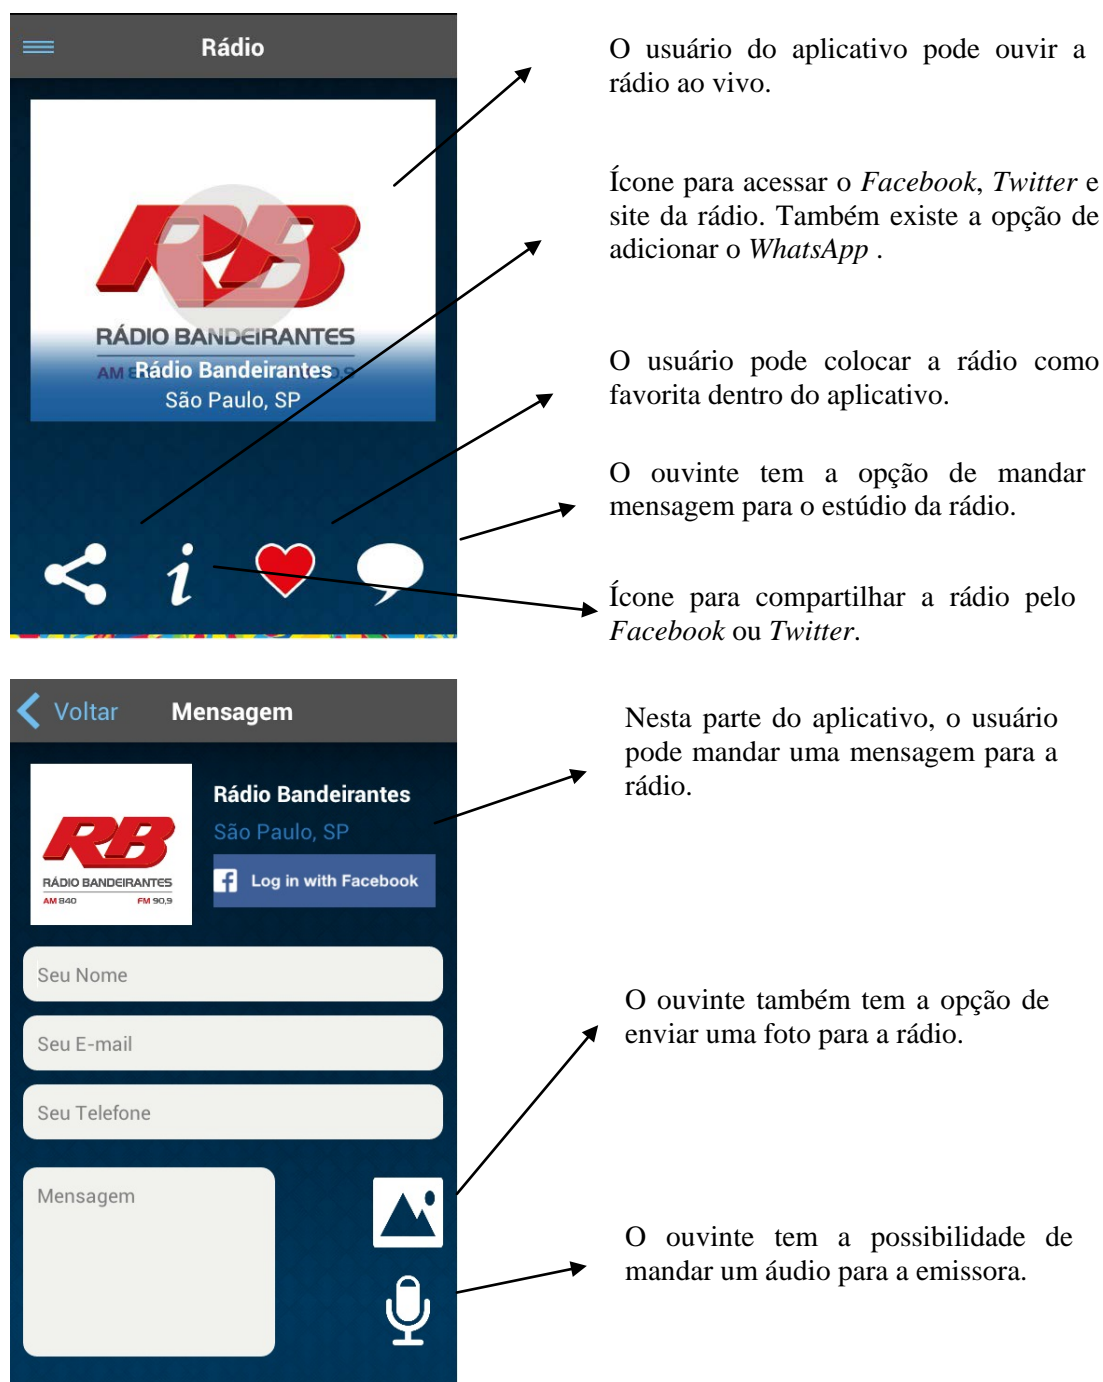 Rádio
RB
RÁDIO BANDEIRANTES
AM
Rádio Bandeirantes
São Paulo, SP
O usuário do aplicativo pode ouvir a
rádio ao vivo.
Ícone para acessar o Facebook, Twitter e
site da rádio. Também existe a opção de
adicionar o WhatsApp .
O usuário pode colocar a rádio como
favorita dentro do aplicativo.
O ouvinte tem a opção de mandar
mensagem para o estúdio da rádio.
Ícone para compartilhar a rádio pelo
Facebook ou Twitter.
Voltar Mensagem
RB
RÁDIO BANDEIRANTES
AM 840 FM 90,9
Rádio Bandeirantes
São Paulo, SP
Log in with Facebook
Seu Nome
Seu E-mail
Seu Telefone
Mensagem
Nesta parte do aplicativo, o usuário
pode mandar uma mensagem para a
rádio.
O ouvinte também tem a opção de
enviar uma foto para a rádio.
O ouvinte tem a possibilidade de
mandar um áudio para a emissora.